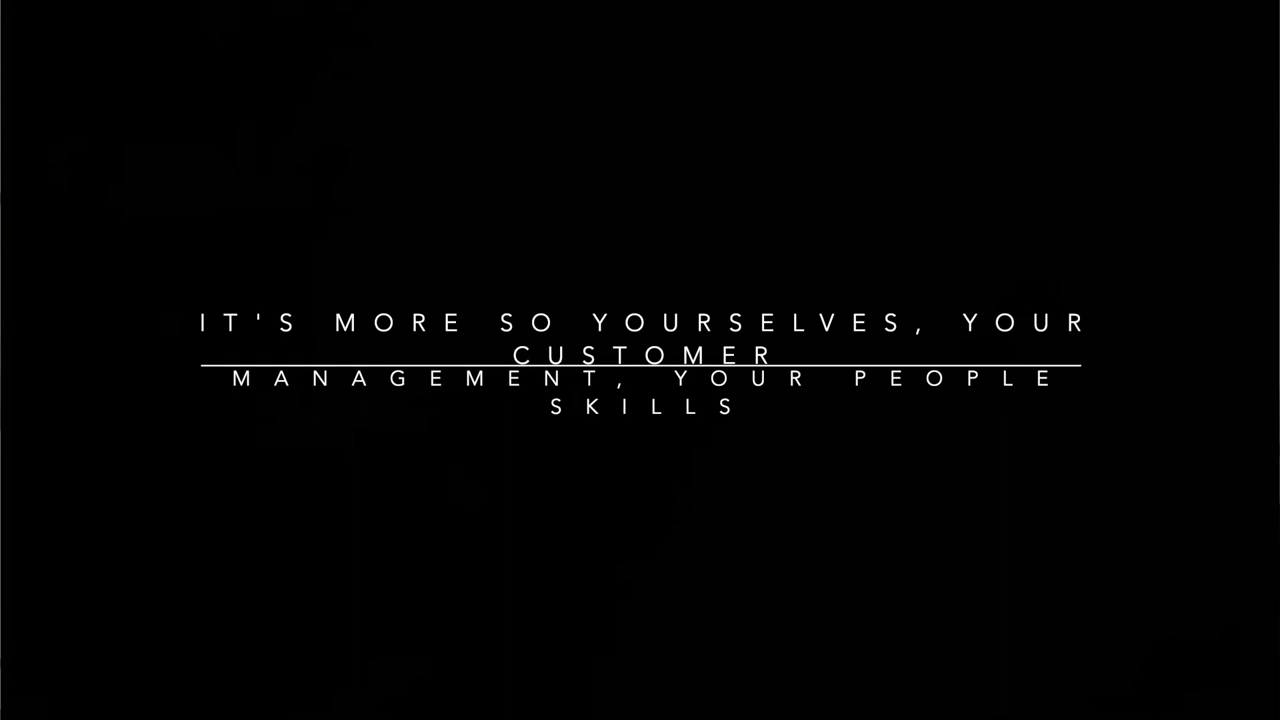 IT'S MORE SO YOURSELVES, YOUR
CUSTOMER
MANAGEMENT, YOUR PEOPLE
SKILLS